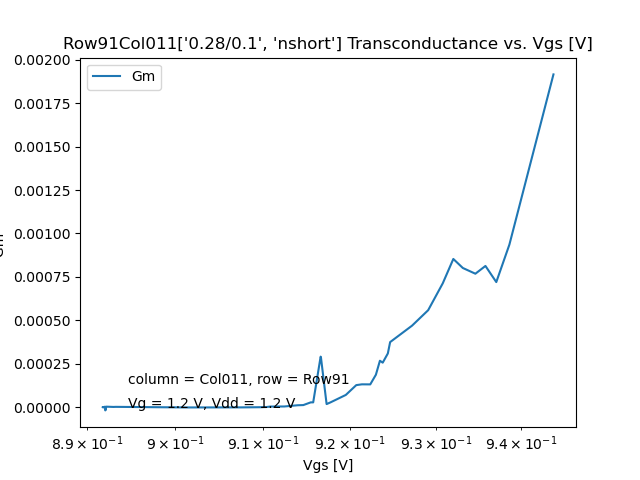 Row91Col011['0.28/0.1', 'nshort'] Transconductance vs. Vgs [V]
Gm
0.00200
0.00175
0.00150
0.00125
0.00100
0.00075
0.00050
0.00025
0.00000
Gm
column = Col011, row = Row91
Vg = 1.2 V, Vdd = 1.2 V
8.9 × 10⁻¹ 9 × 10⁻¹ 9.1 × 10⁻¹ 9.2 × 10⁻¹ 9.3 × 10⁻¹ 9.4 × 10⁻¹
Vgs [V]